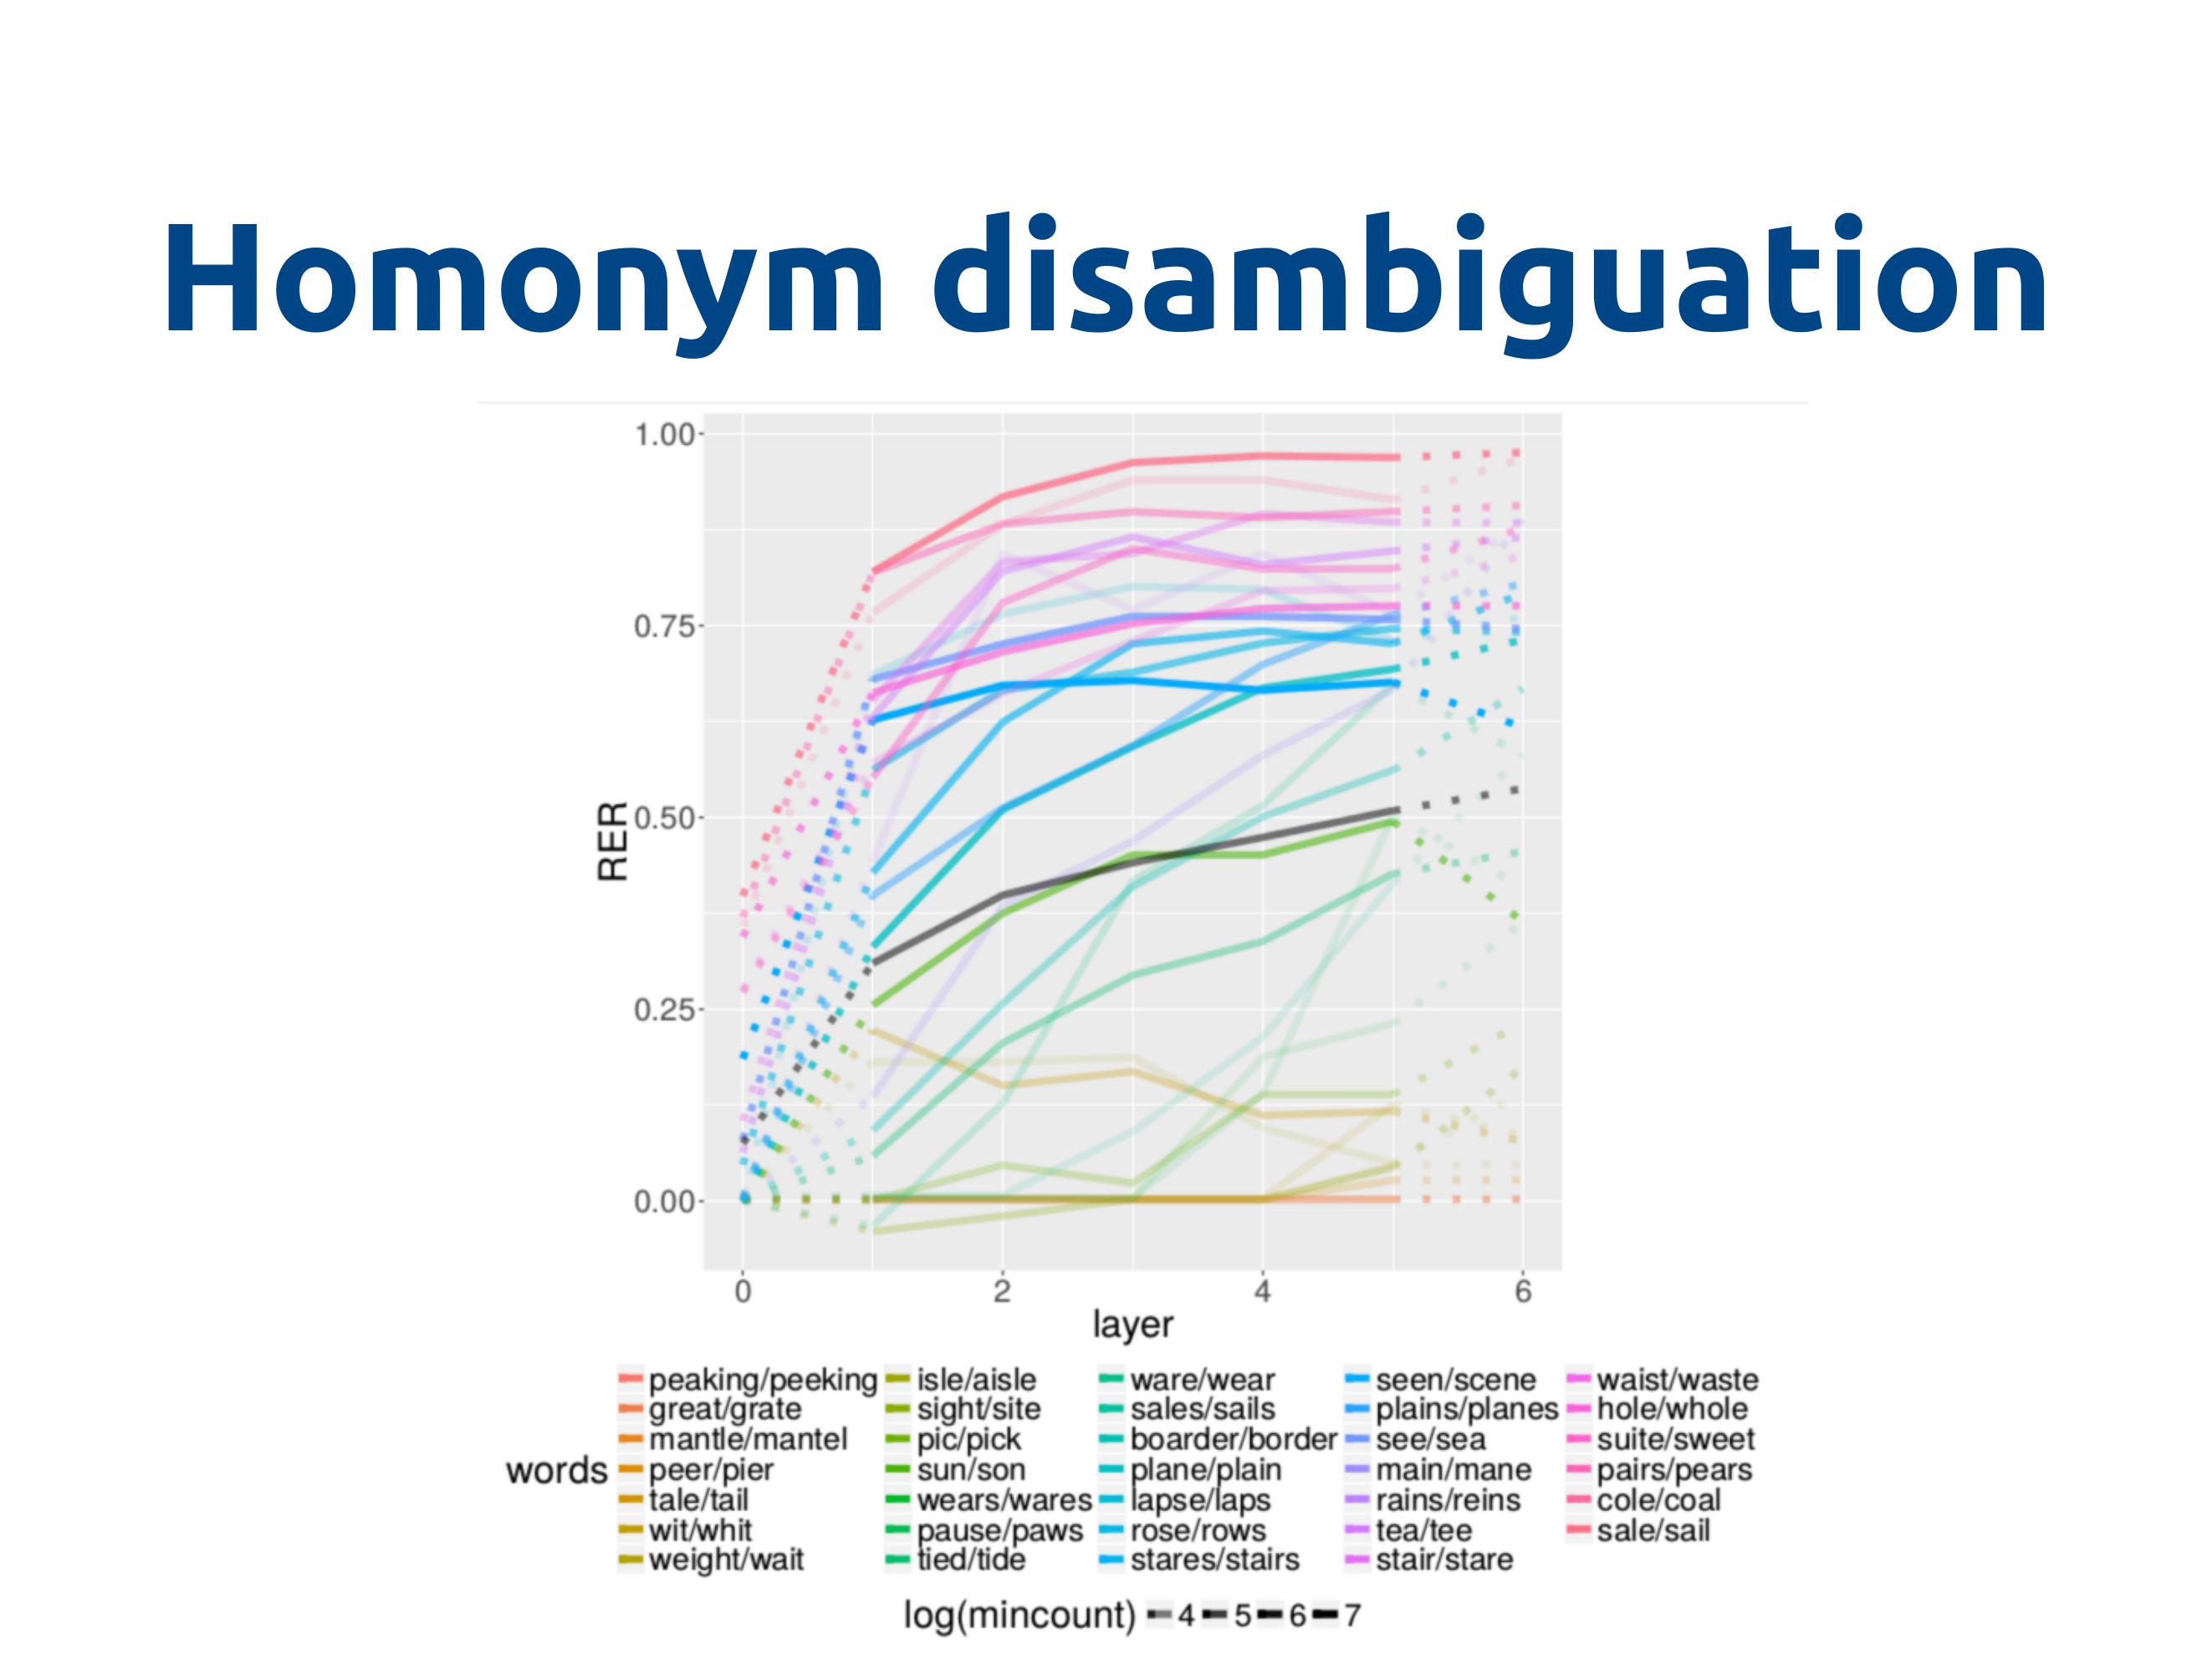 Homonym disambiguation
1.00
0.75
0.50
0.25
0.00
RER
0 2 4 6
layer
words
peaking/peeking isle/aisle ware/wear seen/scene waist/waste
great/grate sight/site sales/sails plains/planes hole/whole
mantle/mantel pic/pick boarder/border see/sea suite/sweet
peer/pier sun/son plane/plain main/mane pairs/pears
tale/tail wears/wares lapse/laps rains/reins cole/coal
wit/whit pause/paws rose/rows tea/tee sale/sail
weight/wait tied/tide stares/stairs stair/stare
log(mincount) 4 5 6 7